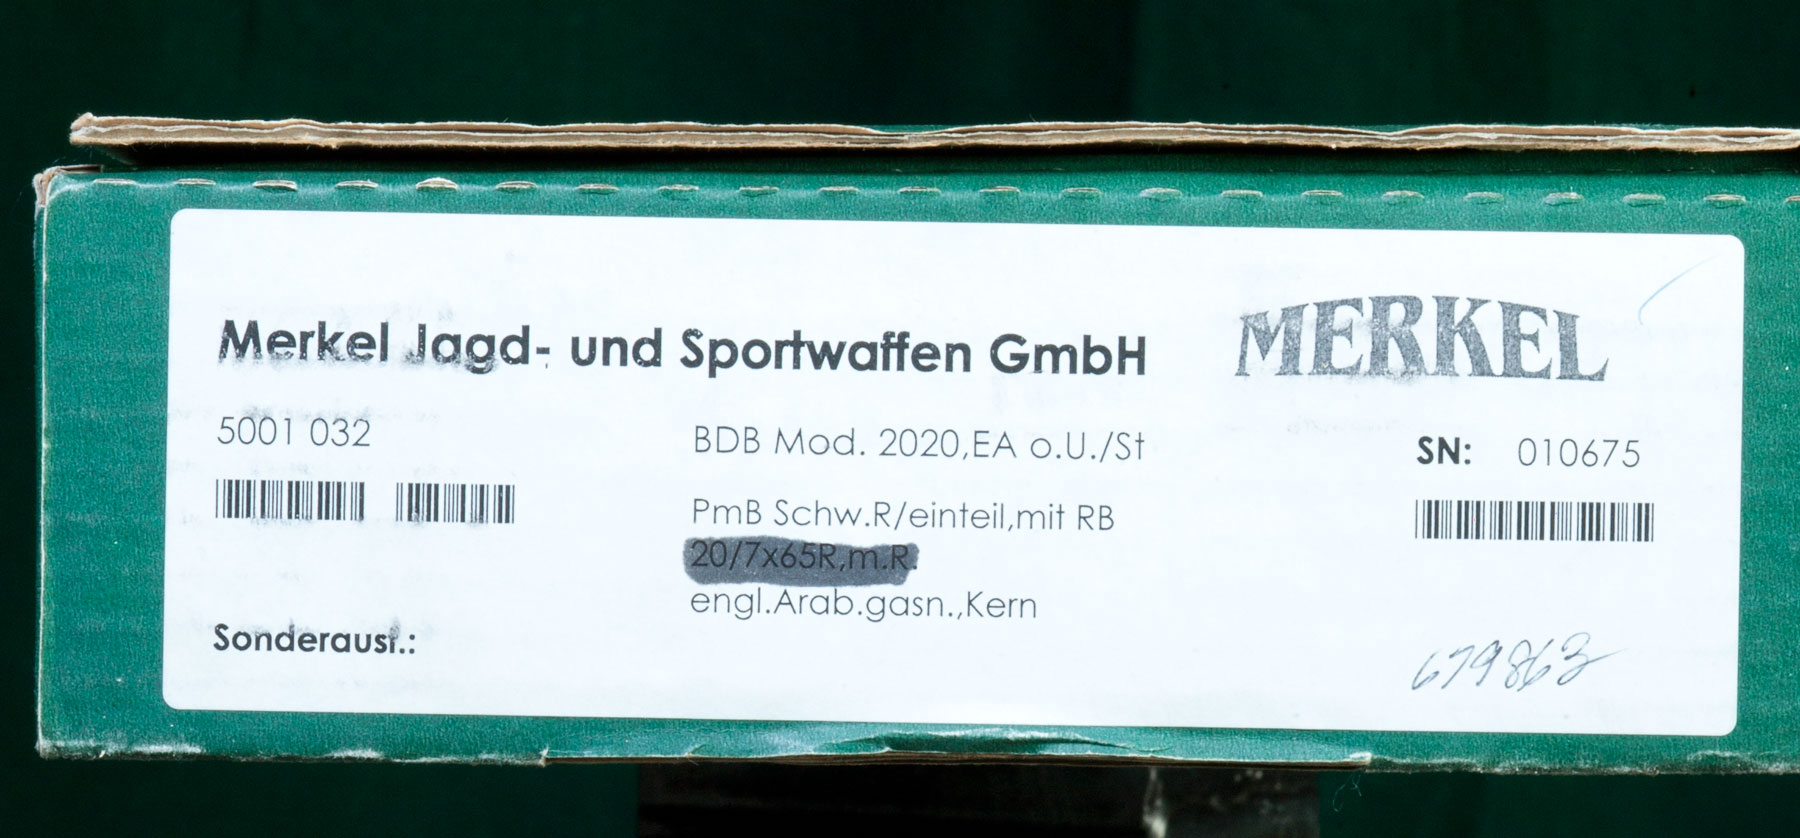 Merkel Jagd- und Sportwaffen GmbH
MERKEL
5001 032
BDB Mod. 2020,EA o.U./St
SN: 010675
PmB Schw.R/einteil,mit RB
20/7x65R,m.R.
engl.Arab.gasn.,Kern
Sonderausf.:
679863